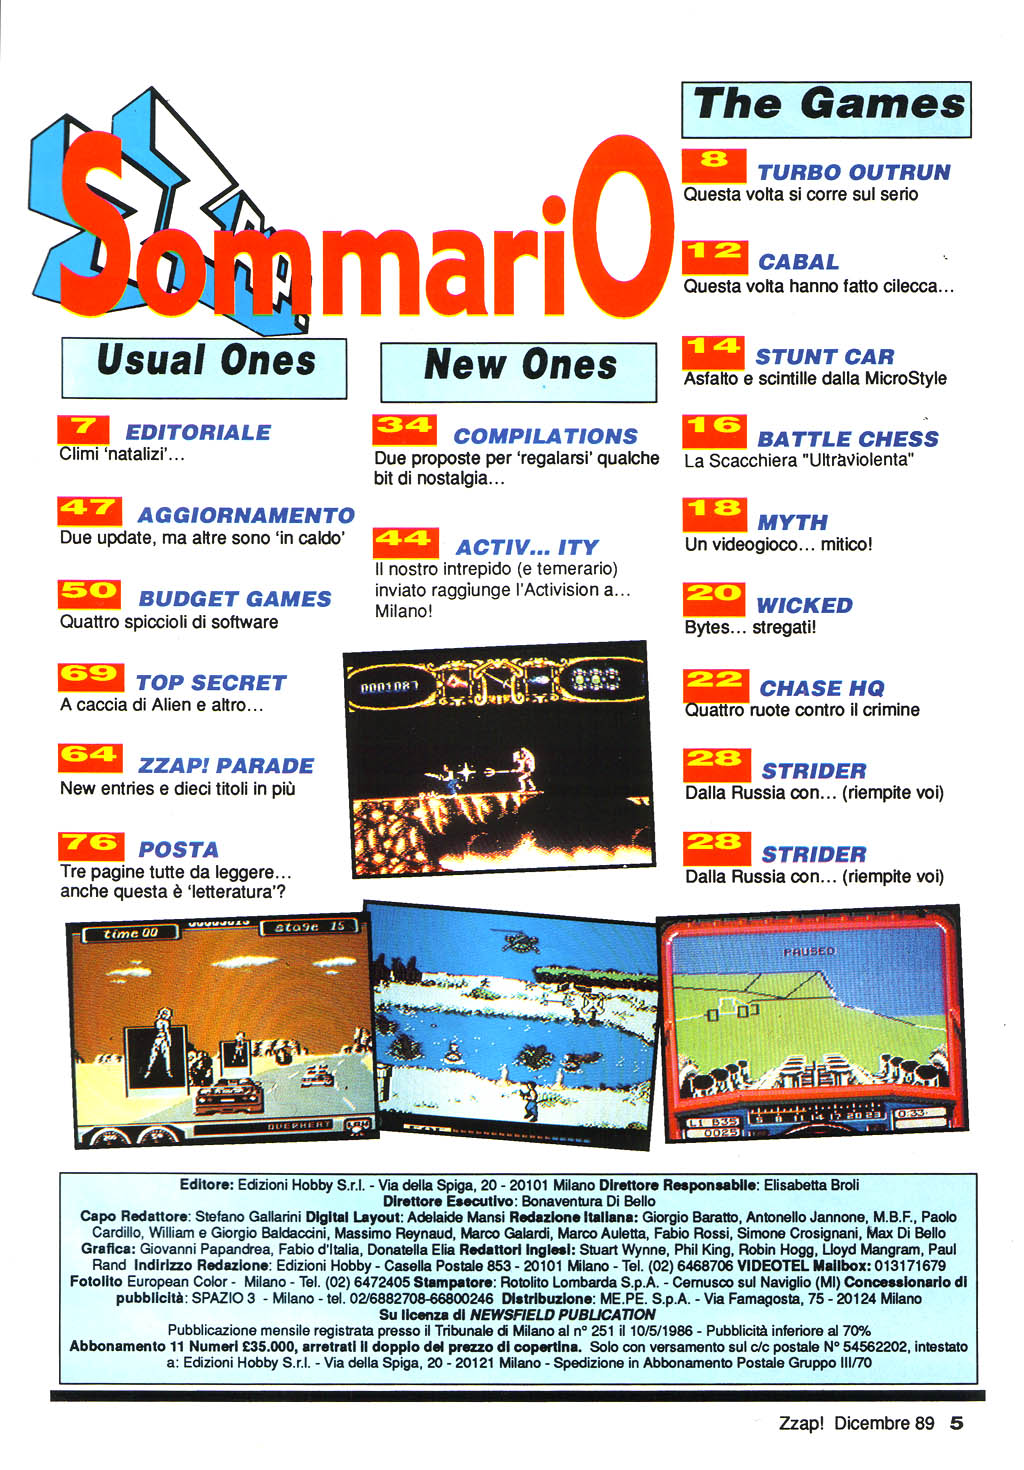 SommariO
Usual Ones
7 EDITORIALE
Climi 'natalizi'...
47 AGGIORNAMENTO
Due update, ma altre sono 'in caldo'
50 BUDGET GAMES
Quattro spiccioli di software
69 TOP SECRET
A caccia di Alien e altro...
64 ZZAP! PARADE
New entries e dieci titoli in più
76 POSTA
Tre pagine tutte da leggere...
anche questa è 'letteratura'?
New Ones
34 COMPILATIONS
Due proposte per 'regalarsi' qualche
bit di nostalgia...
44 ACTIV... ITY
Il nostro intrepido (e temerario)
inviato raggiunge l'Activision a...
Milano!
The Games
8 TURBO OUTRUN
Questa volta si corre sul serio
12 CABAL
Questa volta hanno fatto cilecca...
14 STUNT CAR
Asfalto e scintille dalla MicroStyle
16 BATTLE CHESS
La Scacchiera "Ultraviolenta"
18 MYTH
Un videogioco... mitico!
20 WICKED
Bytes... stregati!
22 CHASE HQ
Quattro ruote contro il crimine
28 STRIDER
Dalla Russia con... (riempite voi)
28 STRIDER
Dalla Russia con... (riempite voi)
0001087
time 00
stage 15
OVERHEAT
PAUSED
L1 B35
0025
0:33
Editore: Edizioni Hobby S.r.l. - Via della Spiga, 20 - 20101 Milano Direttore Responsabile: Elisabetta Broli
Direttore Esecutivo: Bonaventura Di Bello
Capo Redattore: Stefano Gallarini Digital Layout: Adelaide Mansi Redazione Italiana: Giorgio Baratto, Antonello Jannone, M.B.F., Paolo
Cardillo, William e Giorgio Baldaccini, Massimo Reynaud, Marco Galardi, Marco Auletta, Fabio Rossi, Simone Crosignani, Max Di Bello
Grafica: Giovanni Papandrea, Fabio d'Italia, Donatella Elia Redattori Inglesi: Stuart Wynne, Phil King, Robin Hogg, Lloyd Mangram, Paul
Rand Indirizzo Redazione: Edizioni Hobby - Casella Postale 853 - 20101 Milano - Tel. (02) 6468706 VIDEOTEL Mailbox: 013171679
Fotolito European Color - Milano - Tel. (02) 6472405 Stampatore: Rotolito Lombarda S.p.A. - Cernusco sul Naviglio (MI) Concessionario di
pubblicità: SPAZIO 3 - Milano - tel. 02/6882708-66800246 Distribuzione: ME.PE. S.p.A. - Via Famagosta, 75 - 20124 Milano
Su licenza di NEWSFIELD PUBLICATION
Pubblicazione mensile registrata presso il Tribunale di Milano al n° 251 il 10/5/1986 - Pubblicità inferiore al 70%
Abbonamento 11 Numeri £35.000, arretrati il doppio del prezzo di copertina. Solo con versamento sul c/c postale N° 54562202, intestato
a: Edizioni Hobby S.r.l. - Via della Spiga, 20 - 20121 Milano - Spedizione in Abbonamento Postale Gruppo III/70
Zzap! Dicembre 89 5